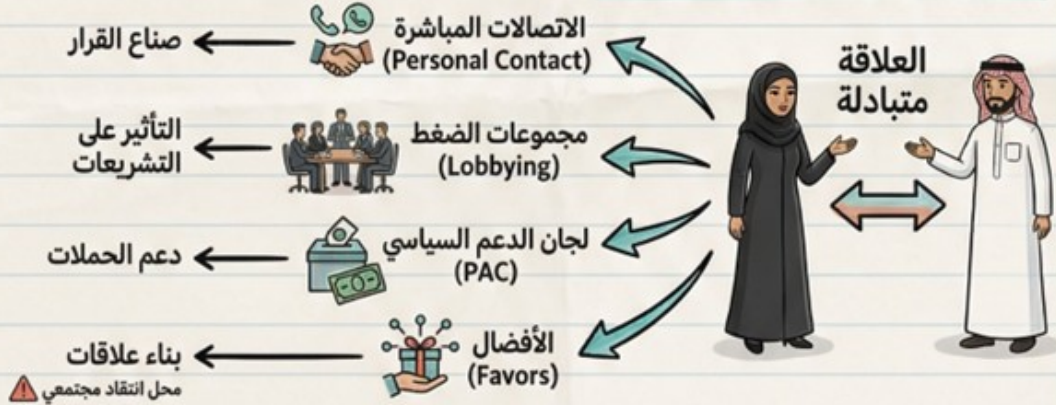 العلاقة
متبادلة
الاتصالات المباشرة
(Personal Contact)
صناع القرار
مجموعات الضغط
(Lobbying)
التأثير على
التشريعات
لجان الدعم السياسي
(PAC)
دعم الحملات
الأفضال
(Favors)
بناء علاقات
محل انتقاد مجتمعي